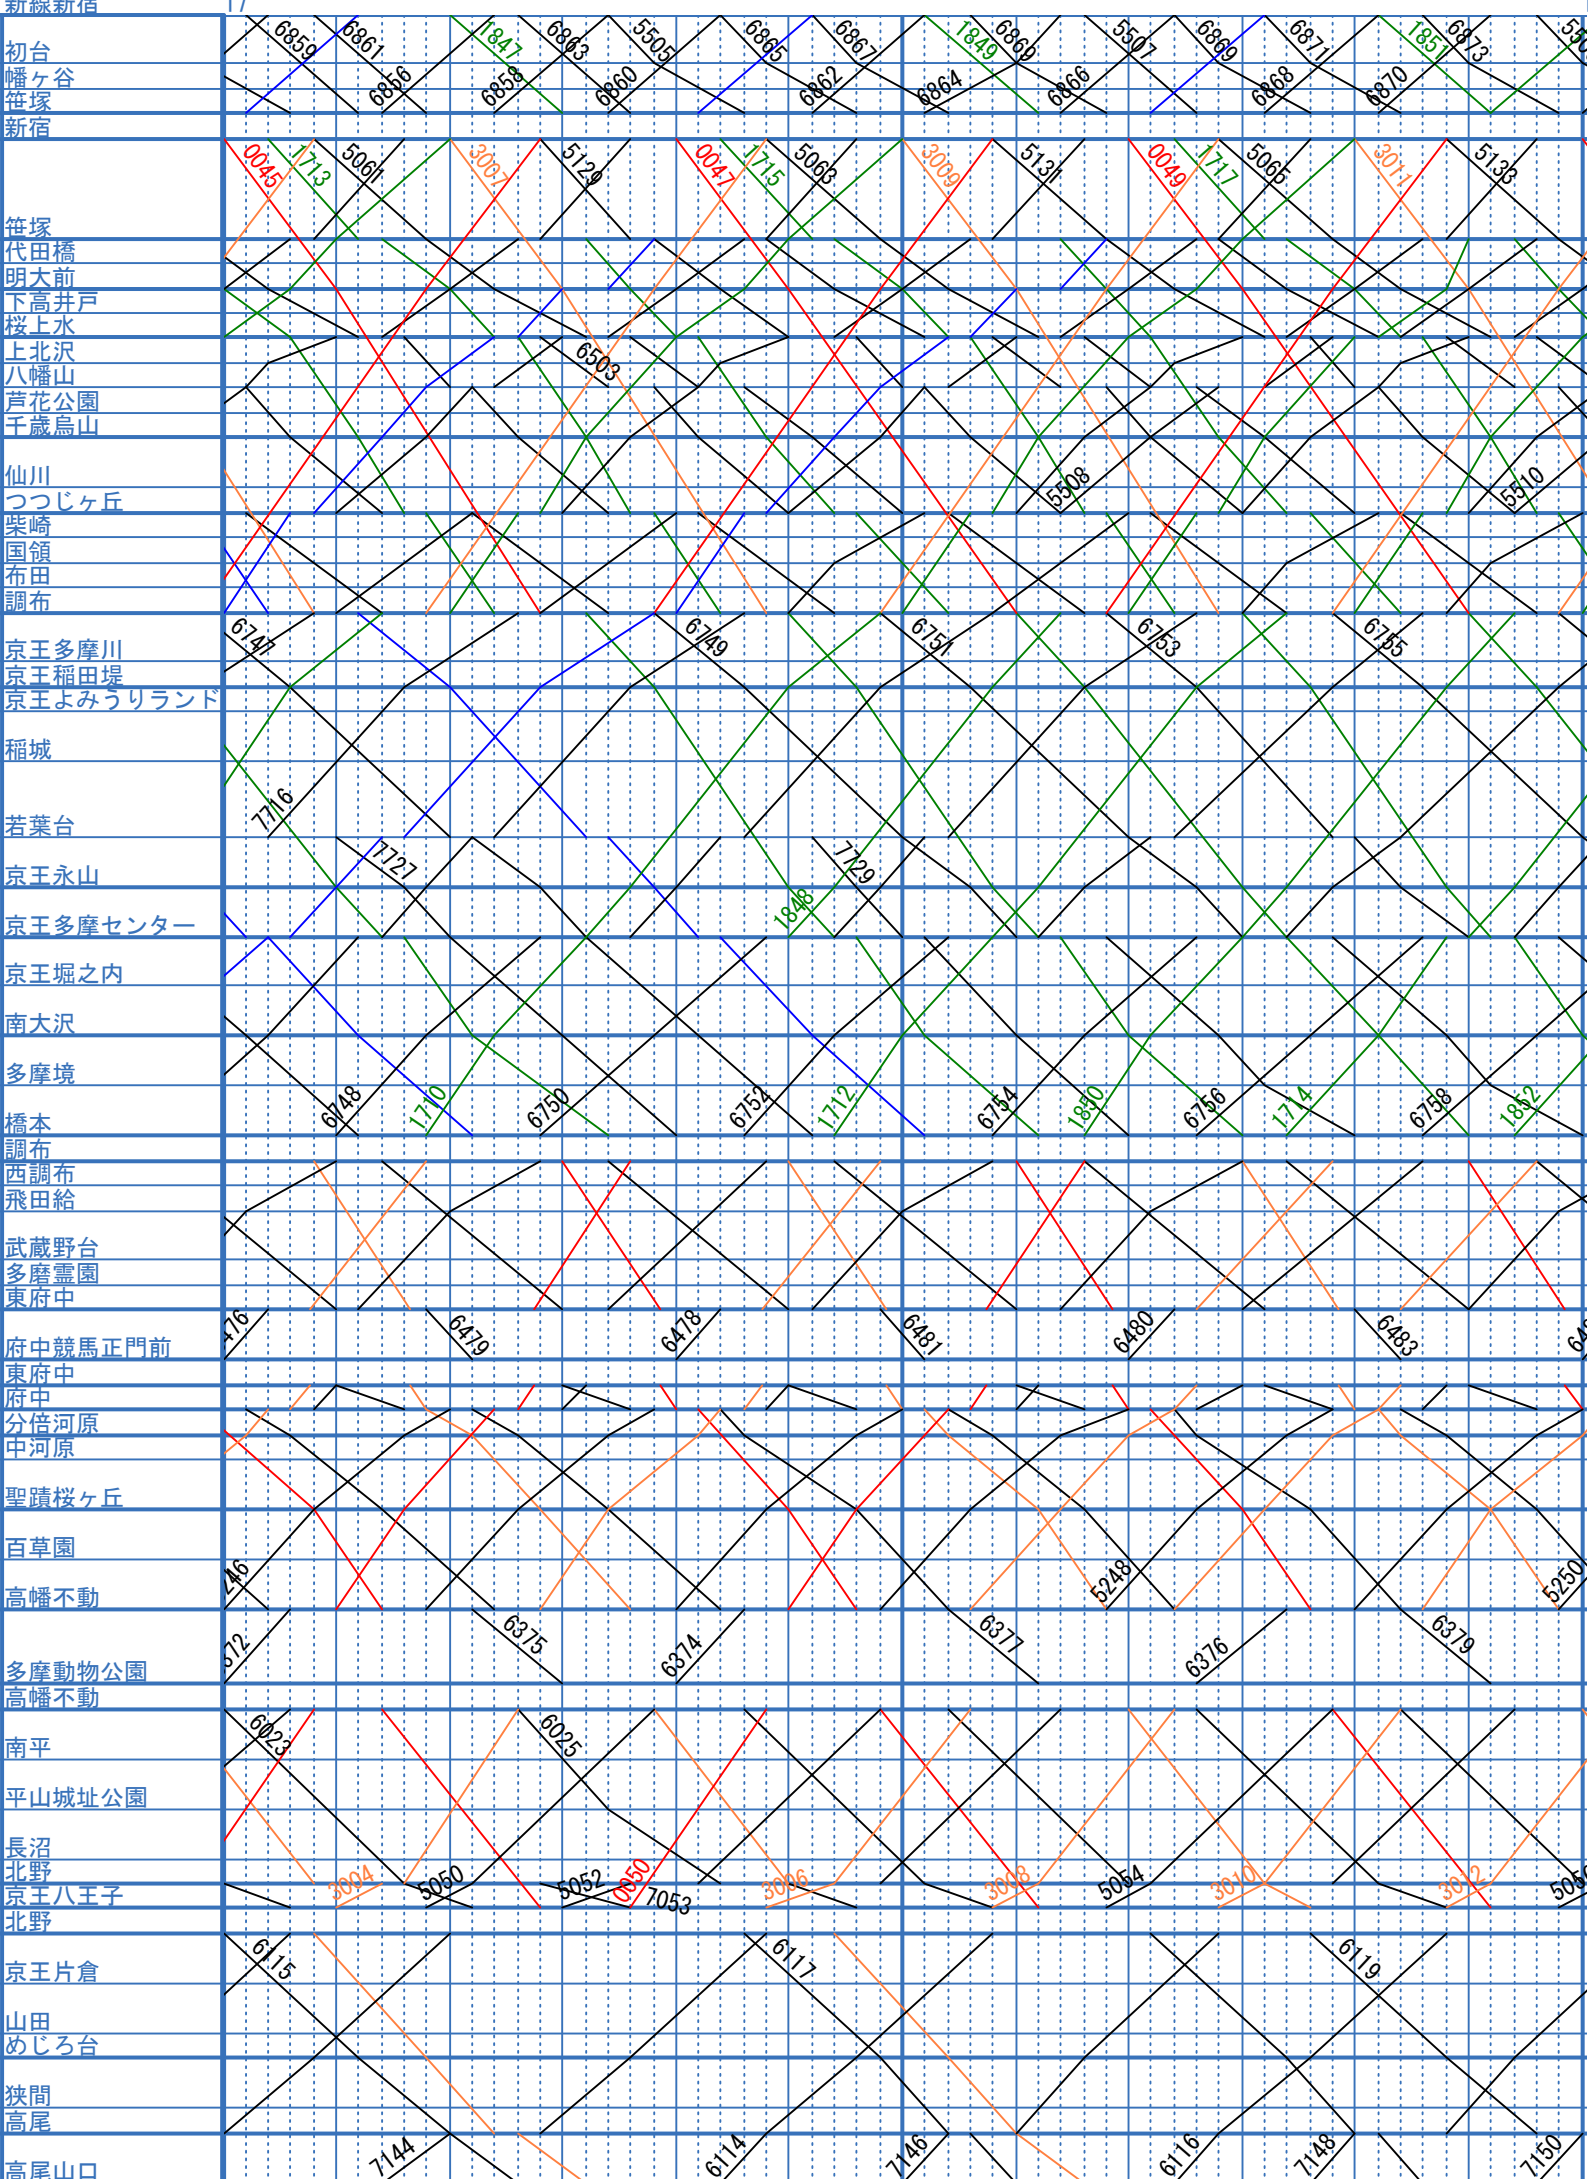 新線新宿 17
6859 6861 1847 6863 5505 6865 6867 1849 6869 5507 6869 6871 1851 6873
初台
幡ヶ谷 6856 6858 6860 6862 6864 6866 6868 6870
笹塚
新宿
0045 1713 5061 3007 5129 0047 1715 5063 3009 5131 0049 1717 5065 3011 5133
笹塚
代田橋
明大前
下高井戸
桜上水
上北沢
6503
八幡山
芦花公園
千歳烏山
仙川 5508 5510
つつじヶ丘
柴崎
国領
布田
調布
京王多摩川 6747 6749 6751 6753 6755
京王稲田堤
京王よみうりランド
稲城
若葉台 7716
京王永山 7727 7729
京王多摩センター 1848
京王堀之内
南大沢
多摩境
橋本 6748 1710 6750 6752 1712 6754 1850 6756 1714 6758 1852
調布
西調布
飛田給
武蔵野台
多磨霊園
東府中
府中競馬正門前 6479 6478 6481 6480 6483
東府中
府中
分倍河原
中河原
聖蹟桜ヶ丘
百草園
高幡不動 5248 5250
6375 6374 6377 6376 6379
多摩動物公園
高幡不動
南平 6023 6025
平山城址公園
長沼
北野 3004 5050 5052 0050 3006 3008 5054 3010 3012
京王八王子 7053
北野
京王片倉 6115 6117 6119
山田
めじろ台
狭間
高尾
高尾山口 7144 6114 7146 6116 7148 7150